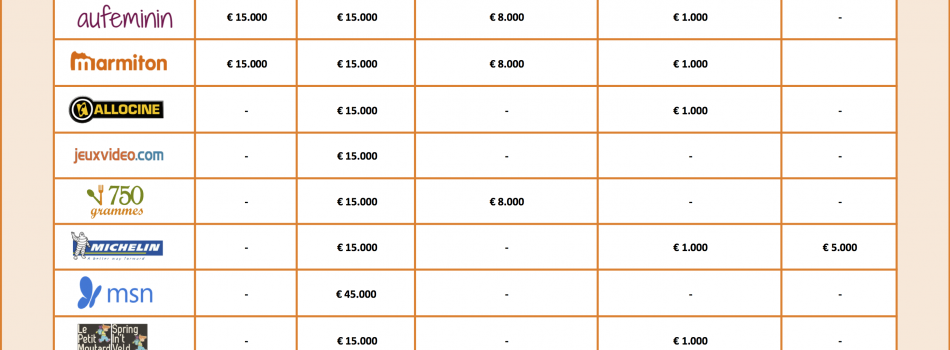 aufeminin € 15.000 € 15.000 € 8.000 € 1.000 -
marmiton € 15.000 € 15.000 € 8.000 € 1.000 -
ALLOCINE - € 15.000 - € 1.000 -
jeuxvideo.com - € 15.000 - - -
750 grammes - € 15.000 € 8.000 - -
MICHELIN - € 15.000 - € 1.000 € 5.000
A better way forward
msn - € 45.000 - - -
Le Petit Moutard Spring In't Veld - € 15.000 - € 1.000 -